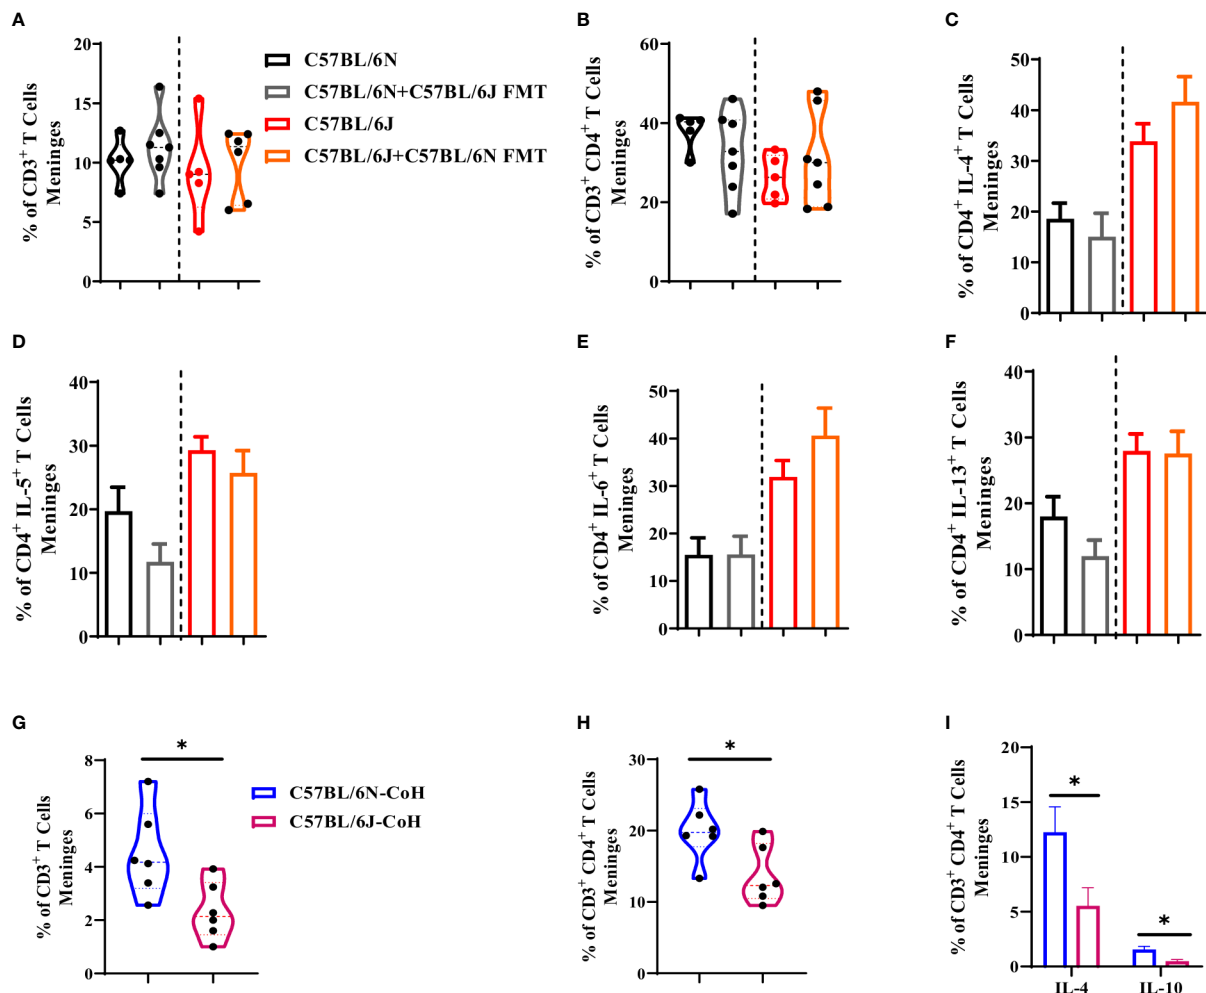 A
% of CD3+ T Cells
Meninges
20
15
10
5
0
C57BL/6N
C57BL/6N+C57BL/6J FMT
C57BL/6J
C57BL/6J+C57BL/6N FMT
B
% of CD3+ CD4+ T Cells
Meninges
60
40
20
0
C
% of CD4+ IL-4+ T Cells
Meninges
50
40
30
20
10
0
D
% of CD4+ IL-5+ T Cells
Meninges
40
30
20
10
0
E
% of CD4+ IL-6+ T Cells
Meninges
50
40
30
20
10
0
F
% of CD4+ IL-13+ T Cells
Meninges
40
30
20
10
0
G
% of CD3+ T Cells
Meninges
8
6
4
2
0
*
C57BL/6N-CoH
C57BL/6J-CoH
H
% of CD3+ CD4+ T Cells
Meninges
30
20
10
0
*
I
% of CD3+ CD4+ T Cells
Meninges
20
15
10
5
0
*
*
IL-4
IL-10